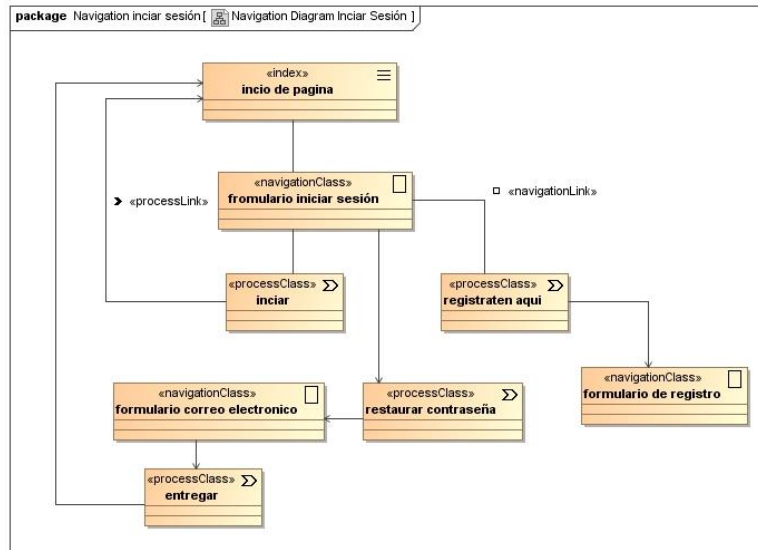 package Navigation inciar sesión[ Navigation Diagram Inciar Sesión ]
«index»
incio de pagina
«navigationClass»
fromulario iniciar sesión
«processLink»
«navigationLink»
«processClass»
inciar
«processClass»
registraten aqui
«navigationClass»
formulario de registro
«navigationClass»
formulario correo electronico
«processClass»
restaurar contraseña
«processClass»
entregar